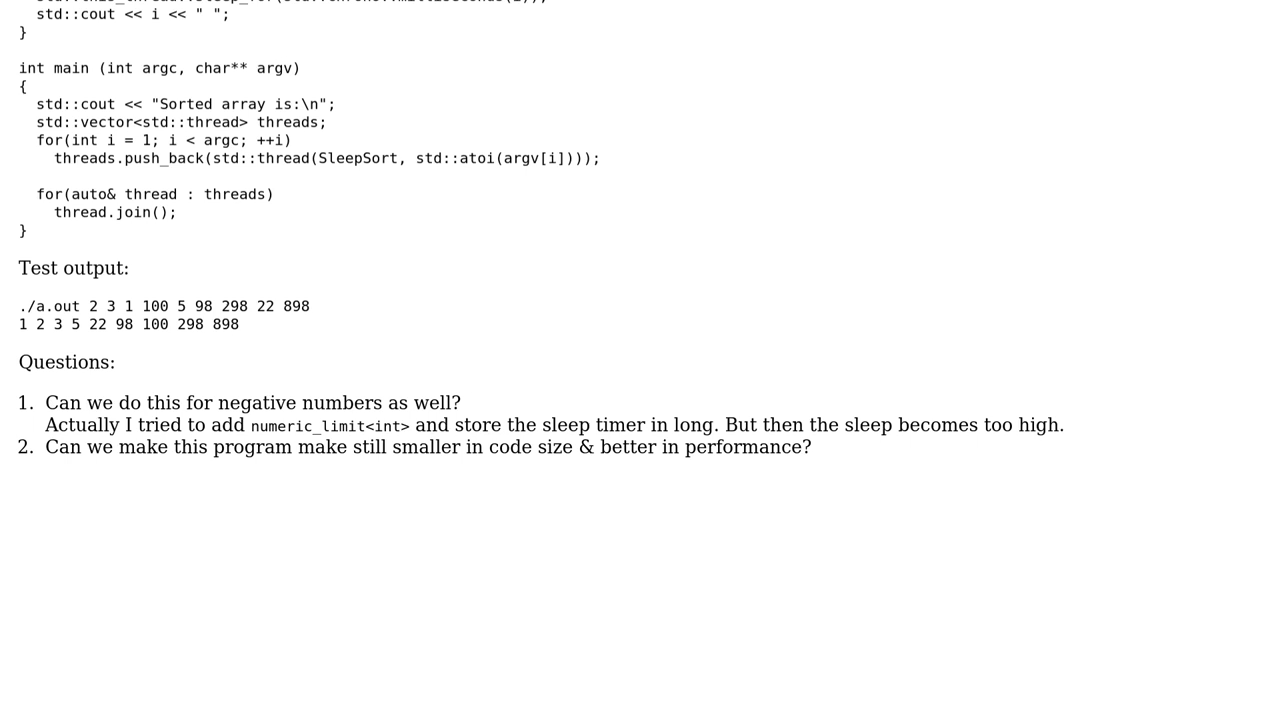 std::cout << i << " ";
}
int main (int argc, char** argv)
{
std::cout << "Sorted array is:\n";
std::vector<std::thread> threads;
for(int i = 1; i < argc; ++i)
threads.push_back(std::thread(SleepSort, std::atoi(argv[i])));
for(auto& thread : threads)
thread.join();
}
Test output:
./a.out 2 3 1 100 5 98 298 22 898
1 2 3 5 22 98 100 298 898
Questions:
1. Can we do this for negative numbers as well?
Actually I tried to add numeric_limit<int> and store the sleep timer in long. But then the sleep becomes too high.
2. Can we make this program make still smaller in code size & better in performance?